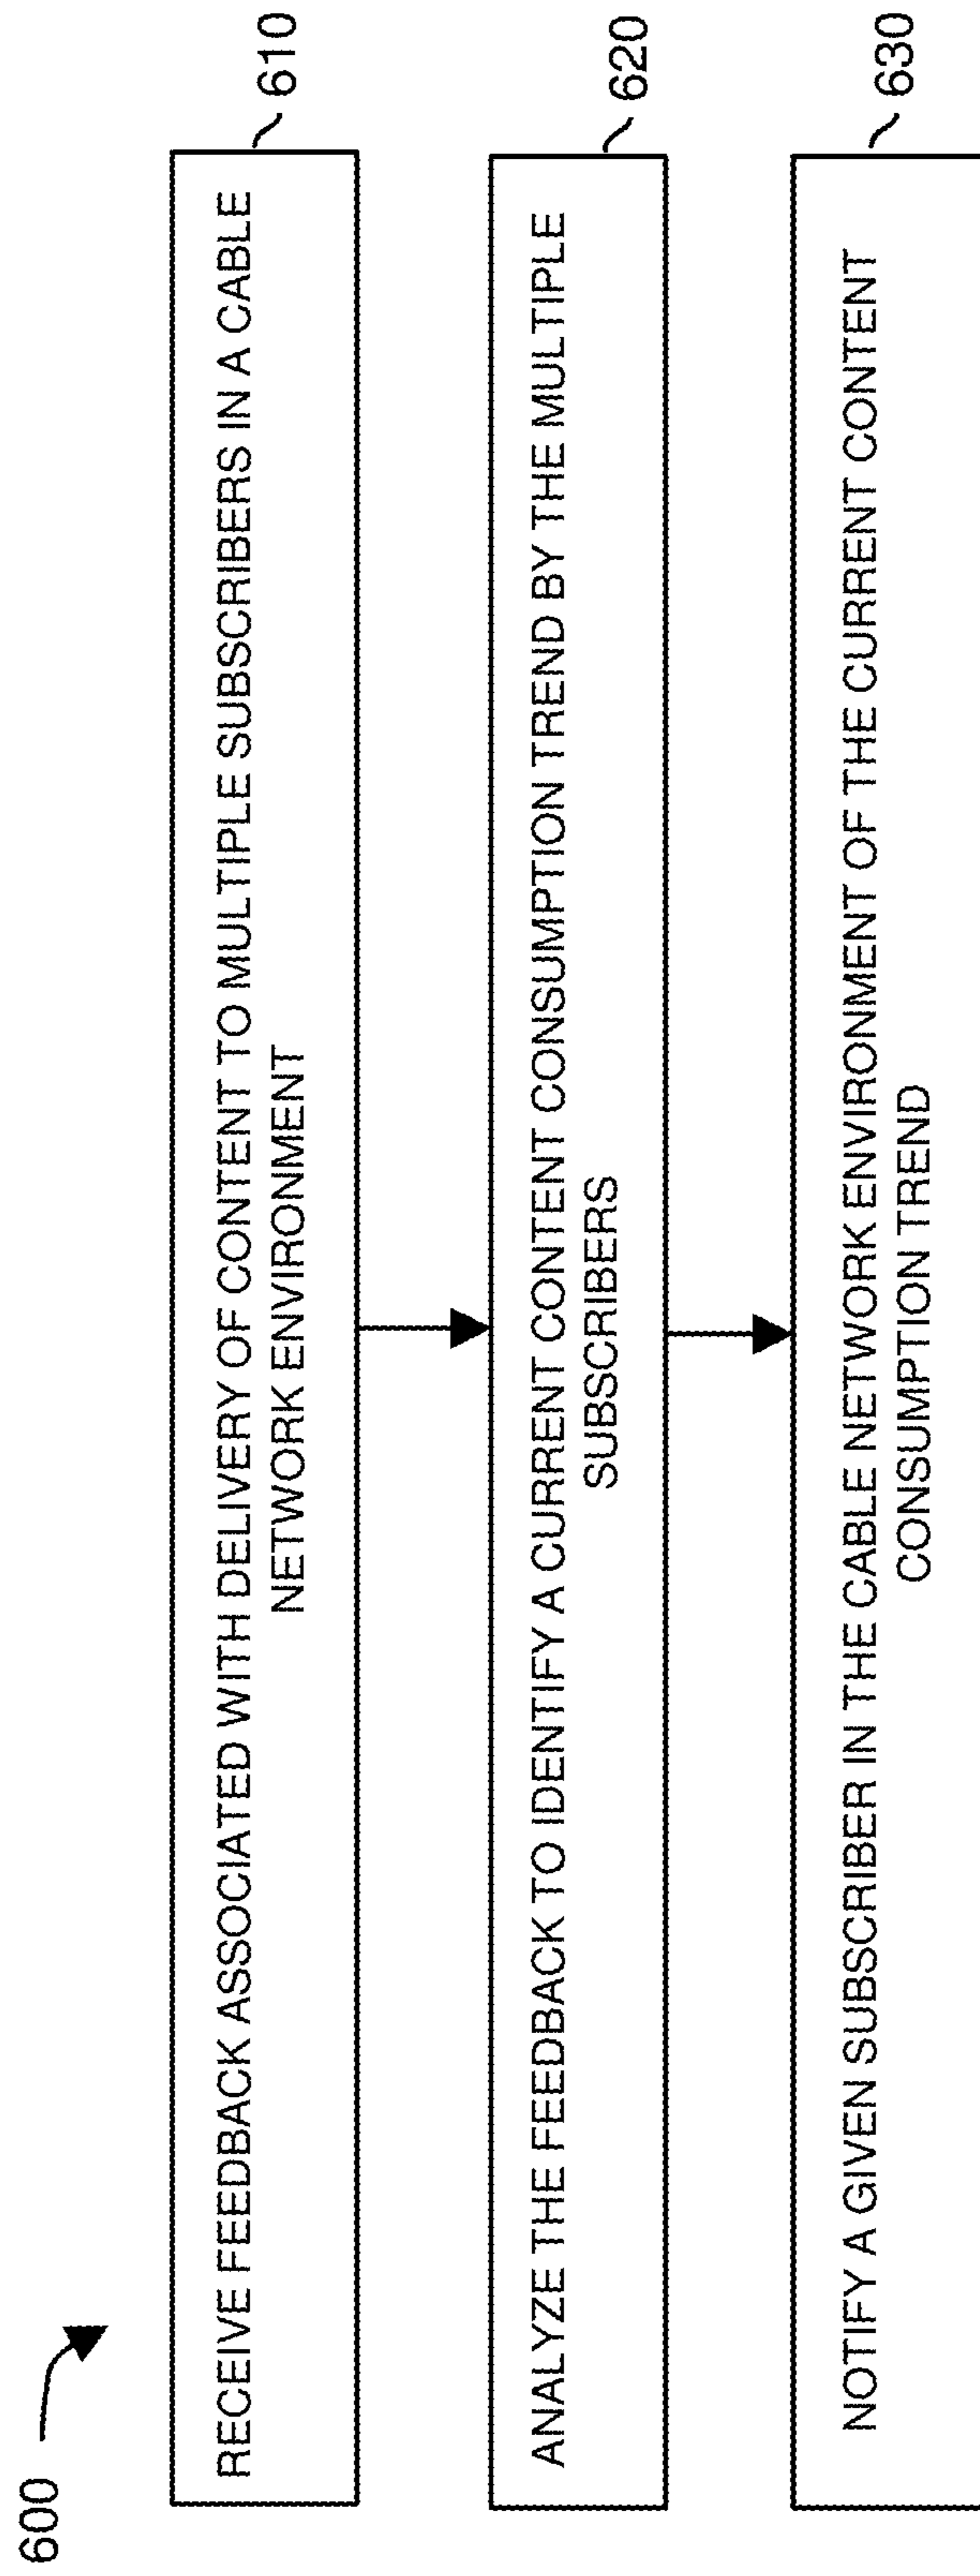 600
RECEIVE FEEDBACK ASSOCIATED WITH DELIVERY OF CONTENT TO MULTIPLE SUBSCRIBERS IN A CABLE
NETWORK ENVIRONMENT
610
ANALYZE THE FEEDBACK TO IDENTIFY A CURRENT CONTENT CONSUMPTION TREND BY THE MULTIPLE
SUBSCRIBERS
620
NOTIFY A GIVEN SUBSCRIBER IN THE CABLE NETWORK ENVIRONMENT OF THE CURRENT CONTENT
CONSUMPTION TREND
630